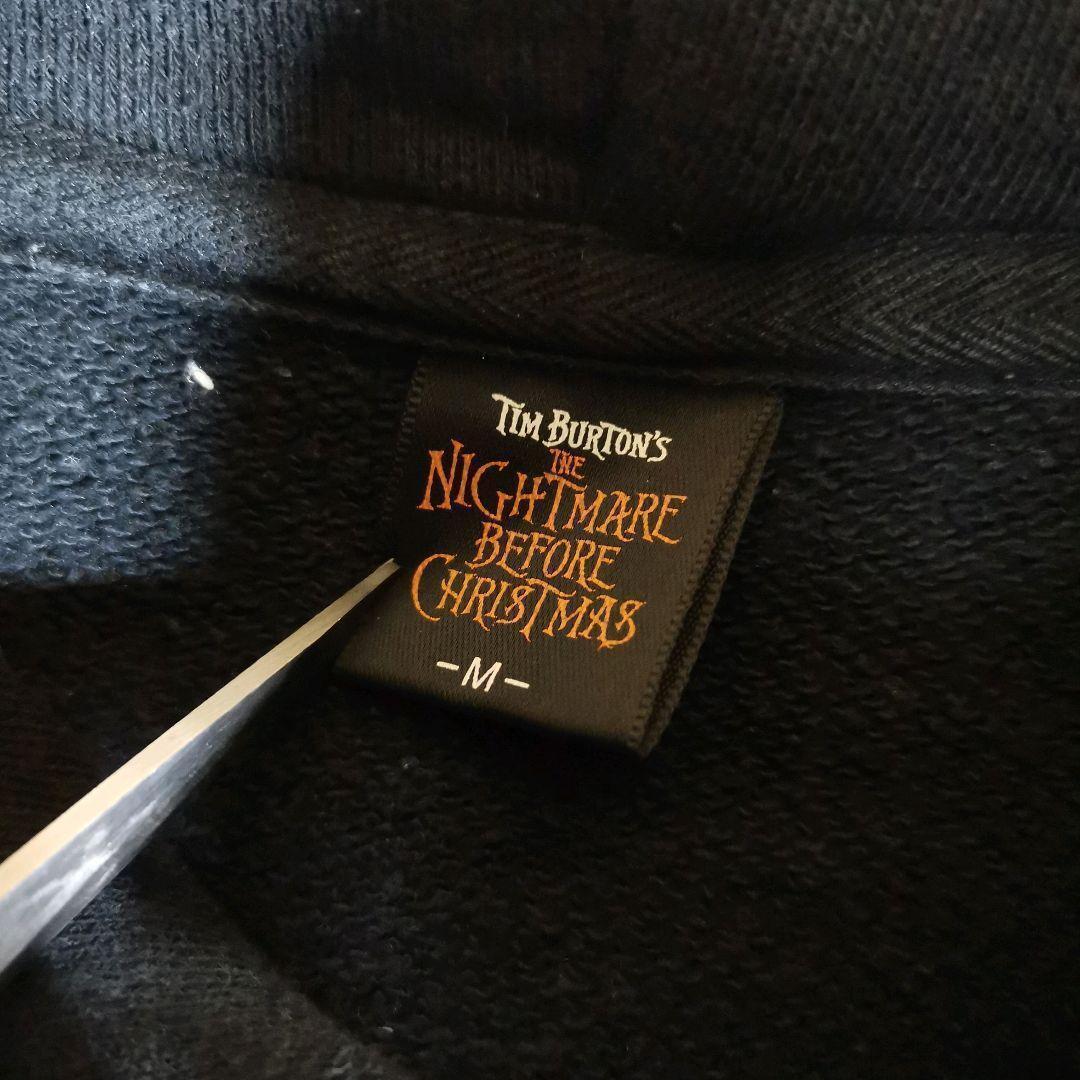 TIM BURTON'S
THE
NIGHTMARE
BEFORE
CHRISTMAS
-M-